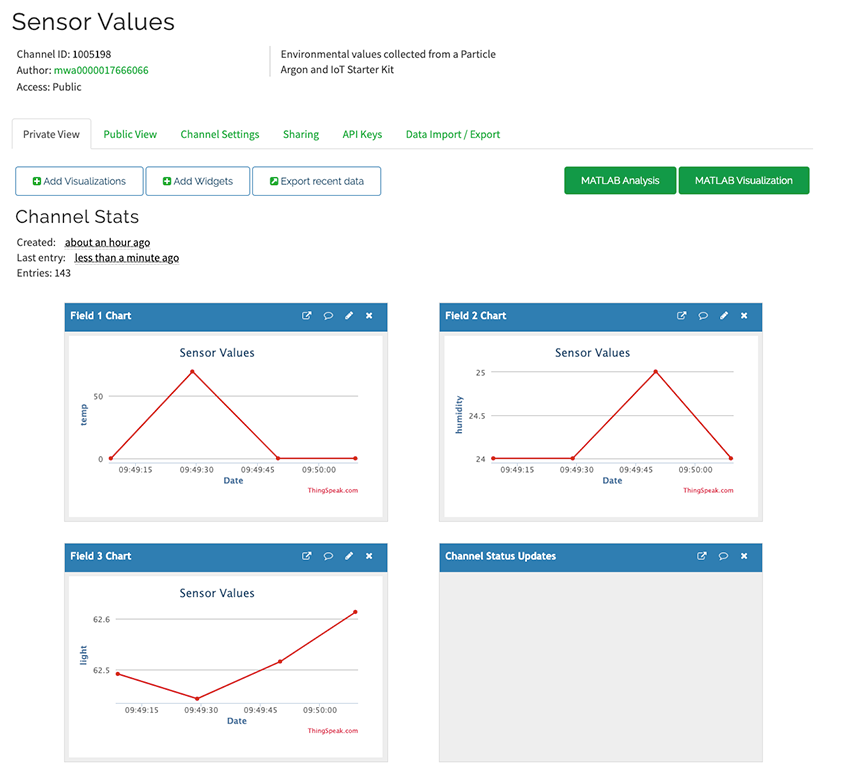 Sensor Values
Channel ID: 1005198
Author: mwa0000017666066
Access: Public
Environmental values collected from a Particle
Argon and IoT Starter Kit
Private View
Public View
Channel Settings
Sharing
API Keys
Data Import / Export
Add Visualizations
Add Widgets
Export recent data
MATLAB Analysis
MATLAB Visualization
Channel Stats
Created: about an hour ago
Last entry: less than a minute ago
Entries: 143
Field 1 Chart
Sensor Values
temp
50
0
09:49:15 09:49:30 09:49:45 09:50:00
Date
ThingSpeak.com
Field 2 Chart
Sensor Values
humidity
25
24.5
24
09:49:15 09:49:30 09:49:45 09:50:00
Date
ThingSpeak.com
Field 3 Chart
Sensor Values
light
62.6
62.5
09:49:15 09:49:30 09:49:45 09:50:00
Date
ThingSpeak.com
Channel Status Updates